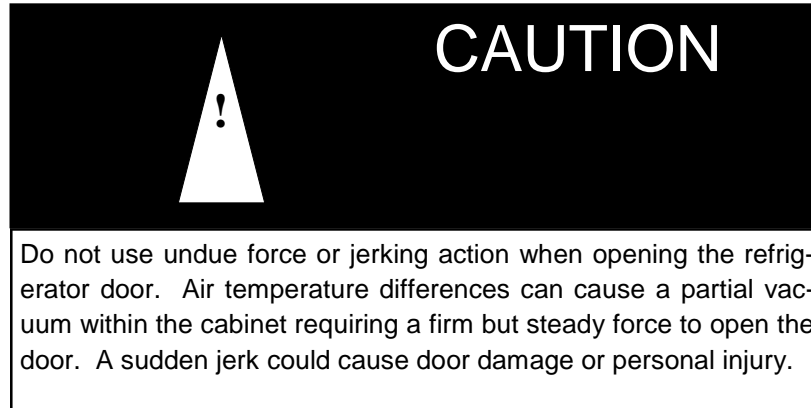 CAUTION
!
Do not use undue force or jerking action when opening the refrig-
erator door.  Air temperature differences can cause a partial vac-
uum within the cabinet requiring a firm but steady force to open the
door.  A sudden jerk could cause door damage or personal injury.